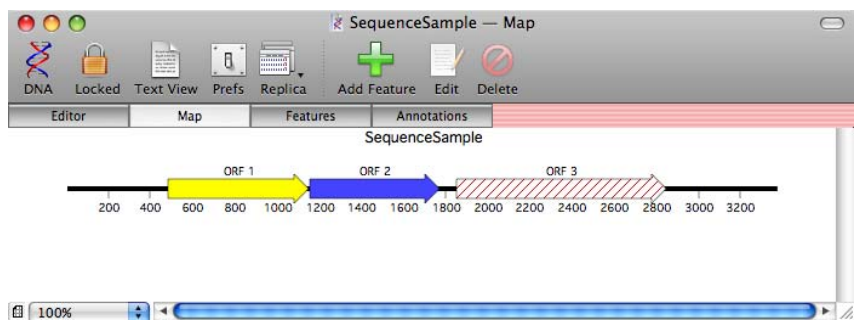 SequenceSample — Map
DNA Locked Text View Prefs Replica Add Feature Edit Delete
Editor Map Features Annotations
SequenceSample
ORF 1 ORF 2 ORF 3
200 400 600 800 1000 1200 1400 1600 1800 2000 2200 2400 2600 2800 3000 3200
100%